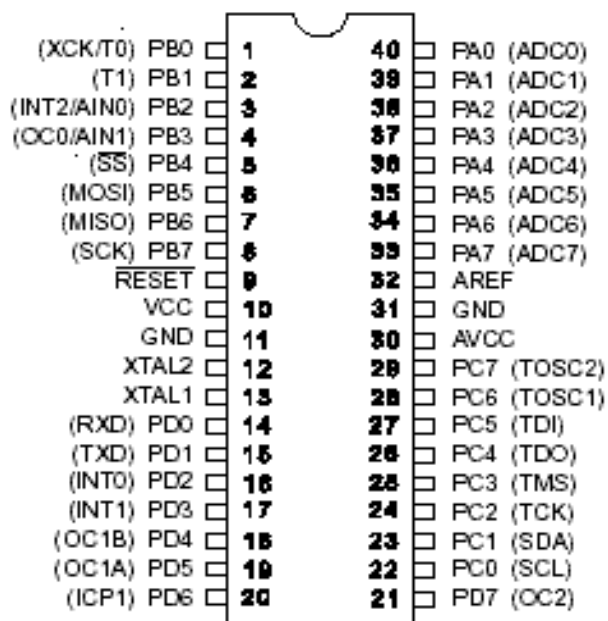 (XCK/T0) PB0 1 40 PA0 (ADC0)
(T1) PB1 2 39 PA1 (ADC1)
(INT2/AIN0) PB2 3 38 PA2 (ADC2)
(OC0/AIN1) PB3 4 37 PA3 (ADC3)
(S̅S̅) PB4 5 36 PA4 (ADC4)
(MOSI) PB5 6 35 PA5 (ADC5)
(MISO) PB6 7 34 PA6 (ADC6)
(SCK) PB7 8 33 PA7 (ADC7)
R̅E̅S̅E̅T̅ 9 32 AREF
VCC 10 31 GND
GND 11 30 AVCC
XTAL2 12 29 PC7 (TOSC2)
XTAL1 13 28 PC6 (TOSC1)
(RXD) PD0 14 27 PC5 (TDI)
(TXD) PD1 15 26 PC4 (TDO)
(INT0) PD2 16 25 PC3 (TMS)
(INT1) PD3 17 24 PC2 (TCK)
(OC1B) PD4 18 23 PC1 (SDA)
(OC1A) PD5 19 22 PC0 (SCL)
(ICP1) PD6 20 21 PD7 (OC2)